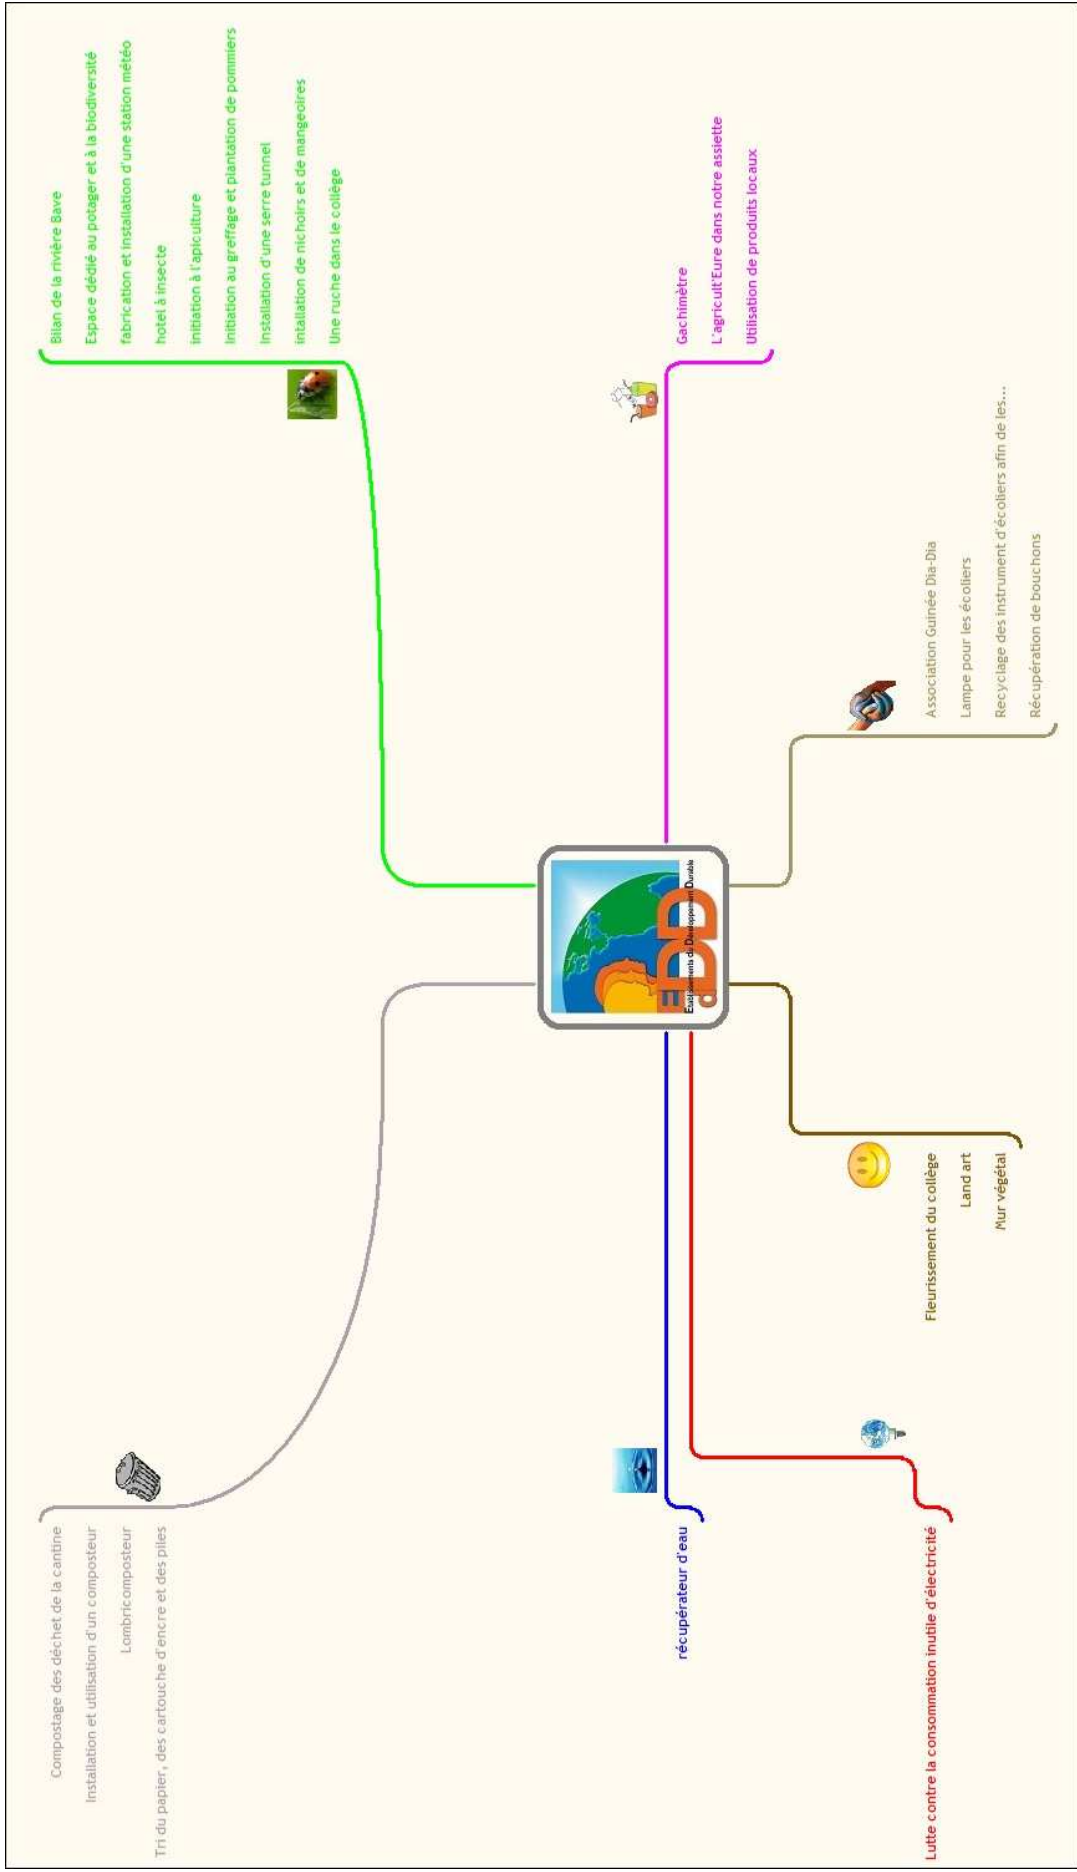 Compostage des déchet de la cantine
Installation et utilisation d'un composteur
Lombricomposteur
Tri du papier, des cartouche d'encre et des piles
Bilan de la rivière Bave
Espace dédié au potager et à la biodiversité
fabrication et installation d'une station météo
hotel à insecte
initiation à l'apiculture
Initiation au greffage et plantation de pommiers
Installation d'une serre tunnel
intallation de nichoirs et de mangeoires
Une ruche dans le collège
récupérateur d'eau
E3DD
Etablissements du Développement Durable
Gachimètre
L'agricult'Eure dans notre assiette
Utilisation de produits locaux
Lutte contre la consommation inutile d'électricité
Fleurissement du collège
Land art
Mur végétal
Association Guinée Dia-Dia
Lampe pour les écoliers
Recyclage des instrument d'écoliers afin de les...
Récupération de bouchons